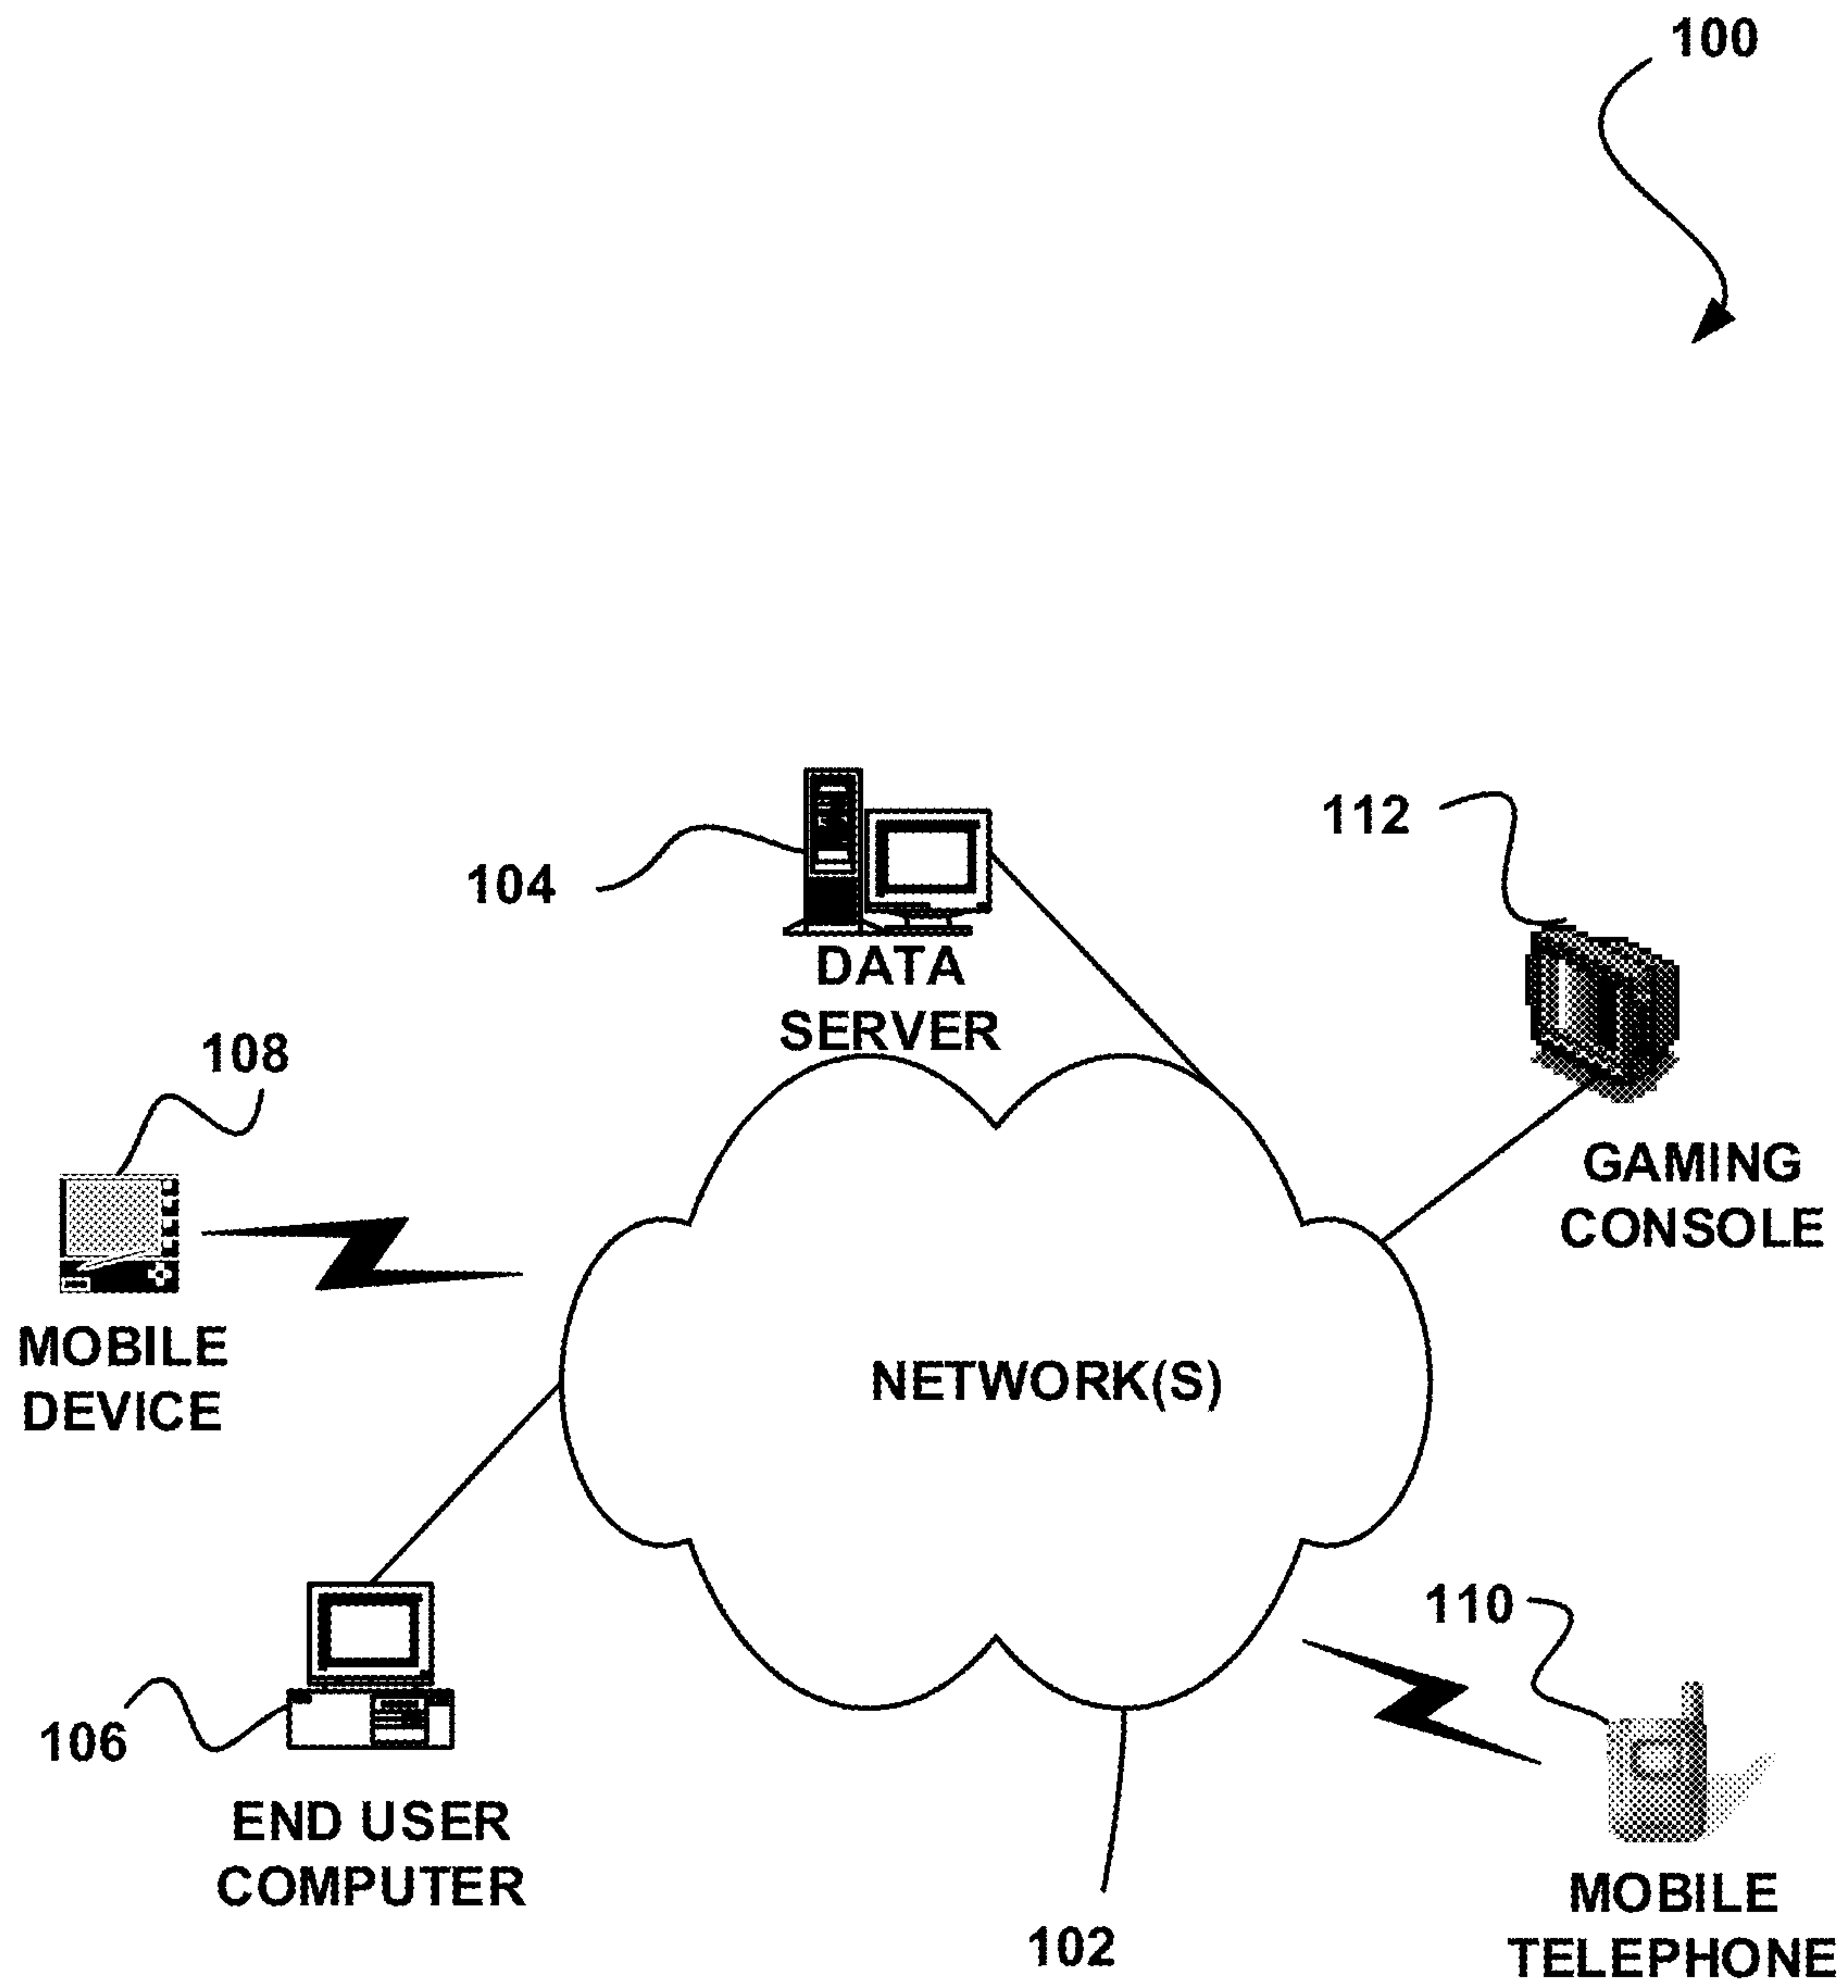 100
112
104
DATA
SERVER
108
GAMING
CONSOLE
MOBILE
DEVICE
NETWORK(S)
110
106
END USER
COMPUTER
MOBILE
TELEPHONE
102